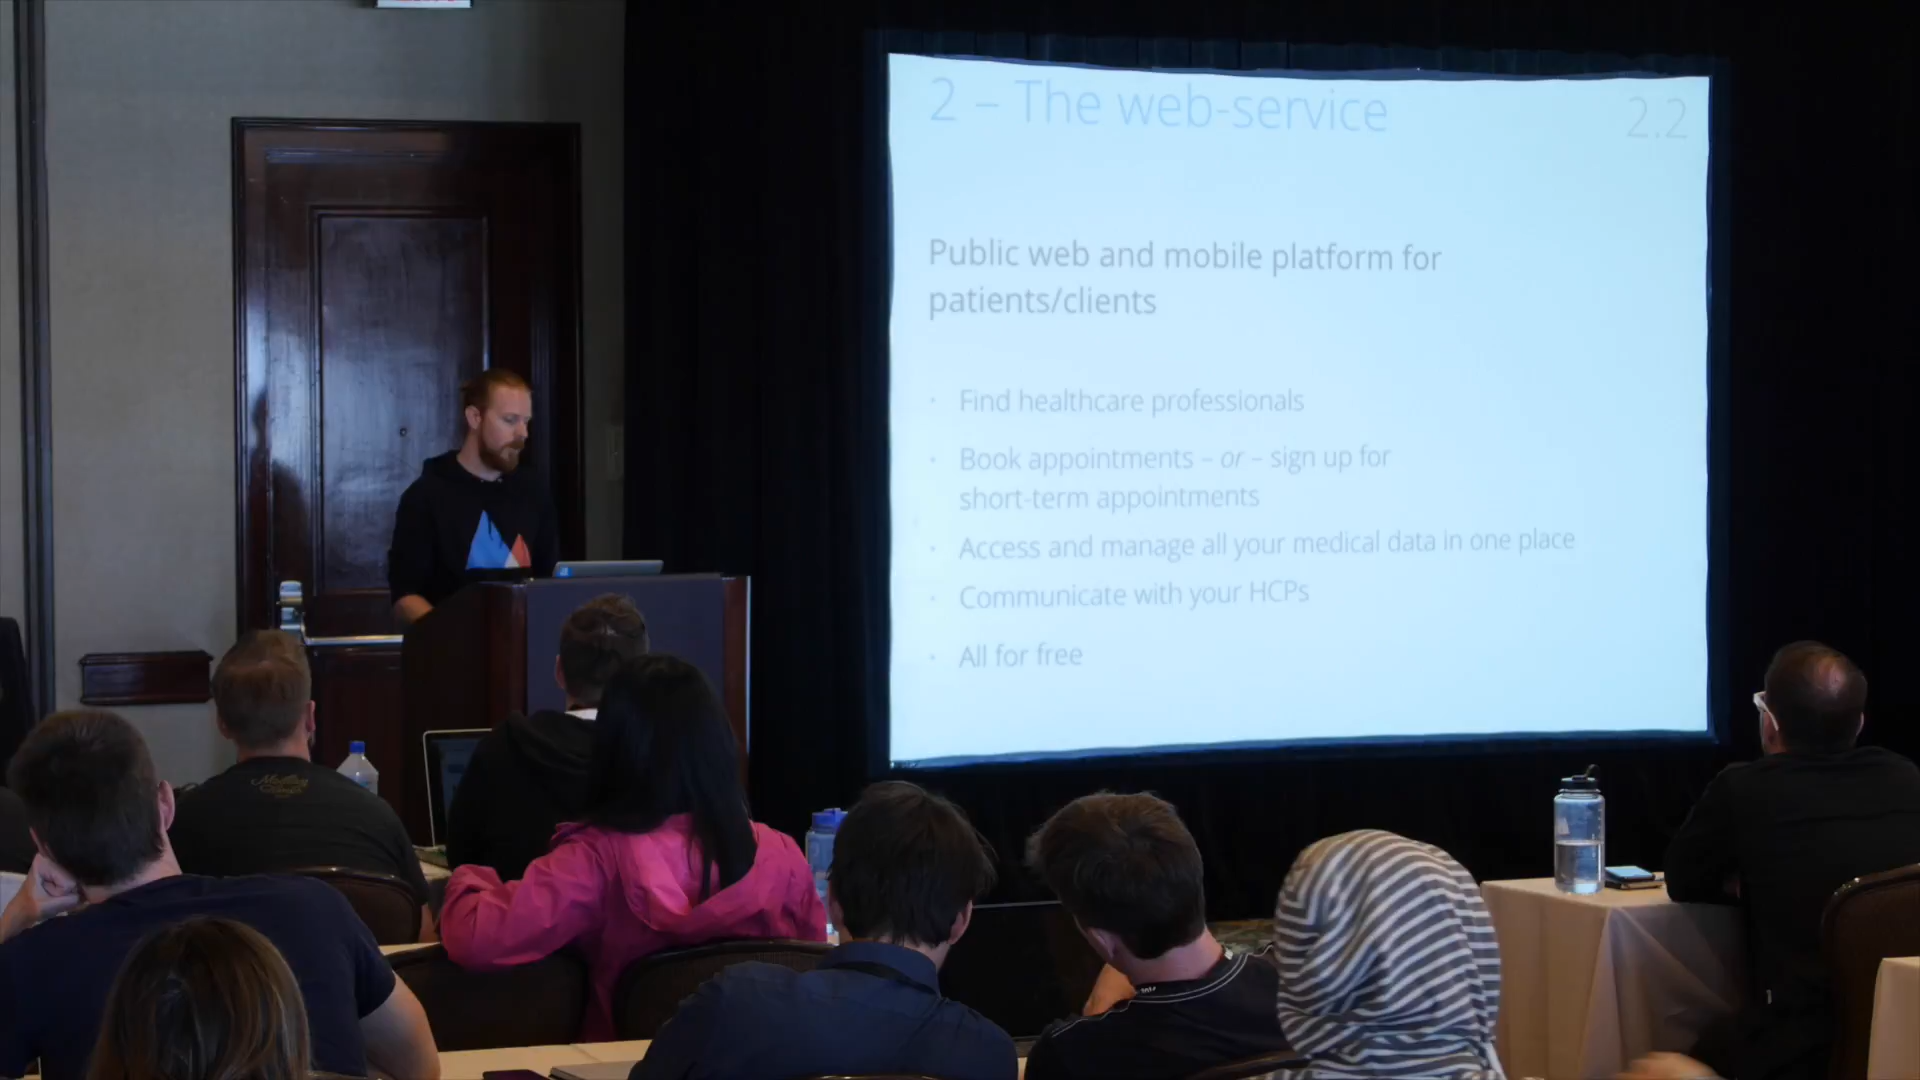 2 – The web-service
2.2
Public web and mobile platform for
patients/clients
· Find healthcare professionals
· Book appointments – or – sign up for
short-term appointments
· Access and manage all your medical data in one place
· Communicate with your HCPs
· All for free